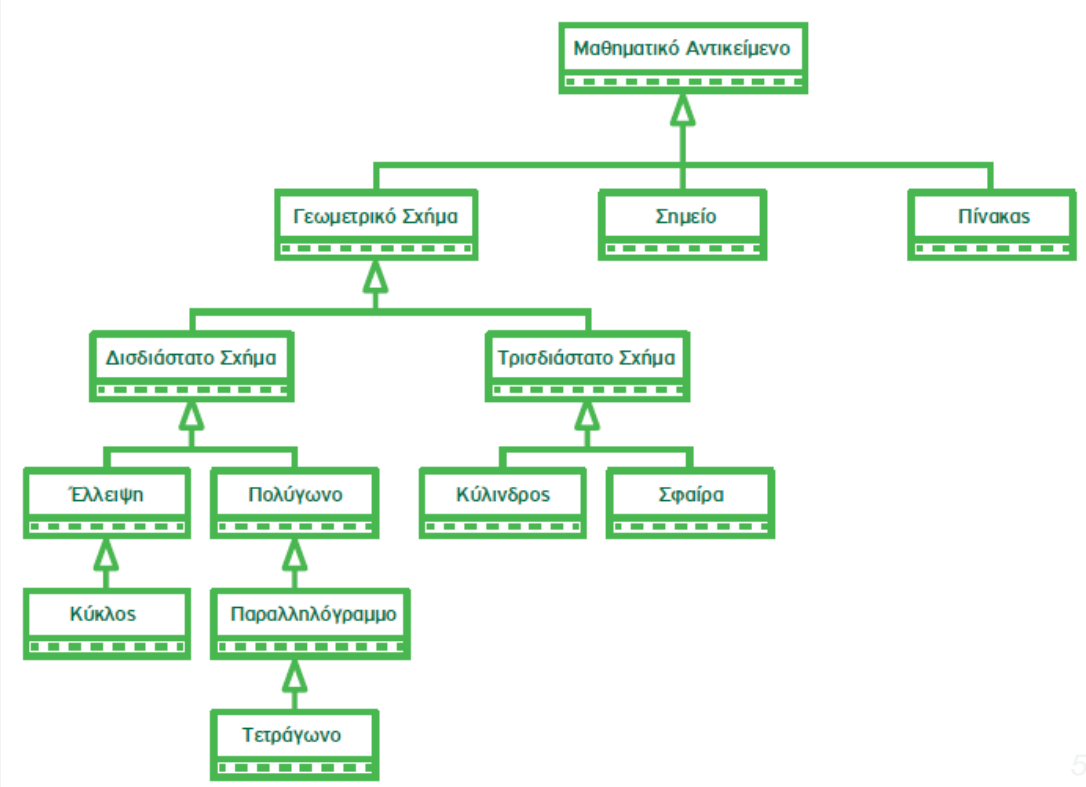 Μαθηματικό Αντικείμενο
Γεωμετρικό Σχήμα
Σημείο
Πίνακας
Δισδιάστατο Σχήμα
Τρισδιάστατο Σχήμα
Έλλειψη
Πολύγωνο
Κύλινδρος
Σφαίρα
Κύκλος
Παραλληλόγραμμο
Τετράγωνο
5